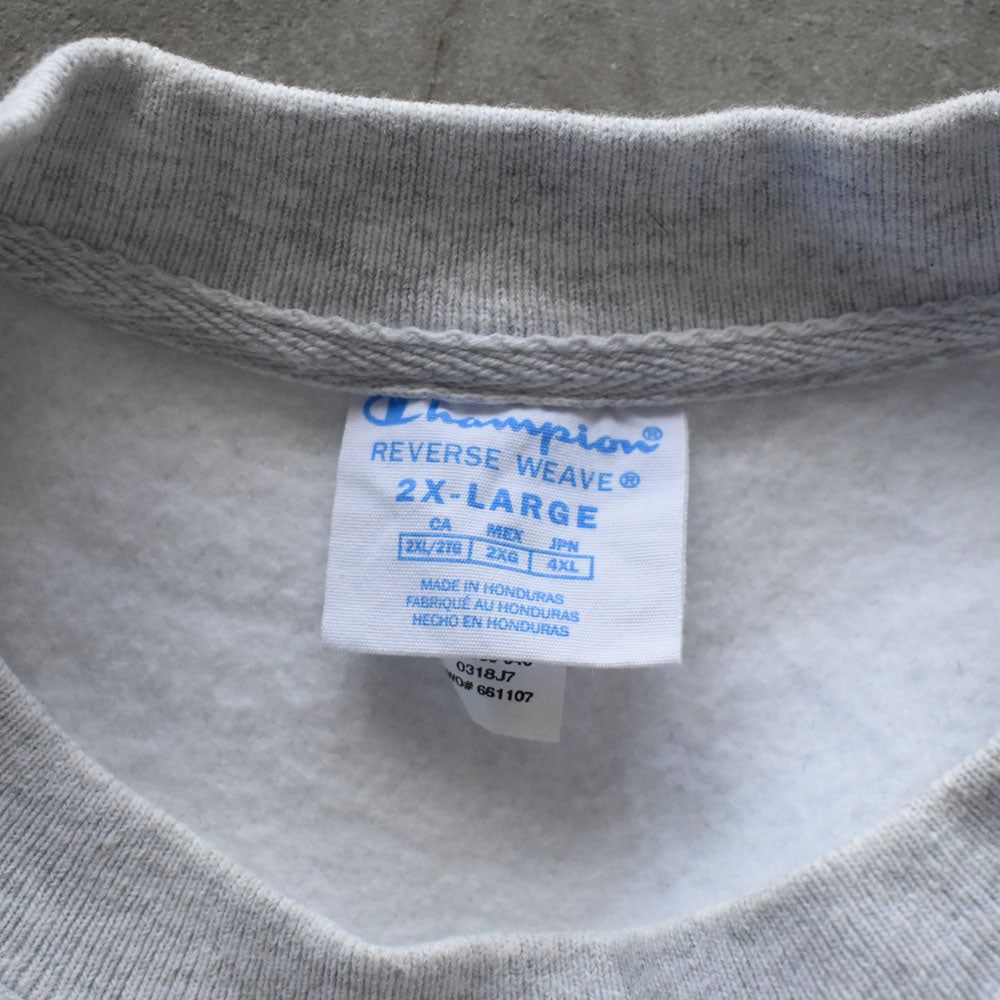 Champion®
REVERSE WEAVE®
2X-LARGE
CA MEX JPN
2XL/2TG 2XG 4XL
MADE IN HONDURAS
FABRIQUÉ AU HONDURAS
HECHO EN HONDURAS
0318J7
WO# 661107